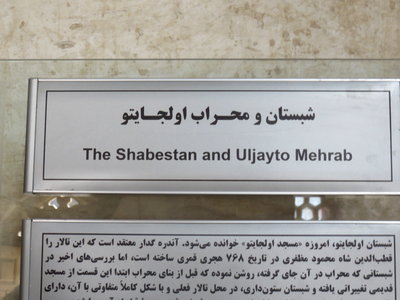 شبستان و محراب اولجایتو
The Shabestan and Uljayto Mehrab
شبستان اولجایتو، امروزه «مسجد اولجایتو» خوانده می‌شود. آندره گدار معتقد است که این تالار را
قطب‌الدین شاه محمود مظفری در تاریخ ۷۶۸ هجری قمری ساخته است، اما بررسی‌های اخیر در
شبستانی که محراب در آن جای گرفته، روشن نموده که قبل از بنای محراب ابتدا این قسمت از مسجد
قدیمی تغییراتی یافته و شبستان ستون‌داری، در محل تالار فعلی و با شکل کاملاً متفاوتی با آن، دارای